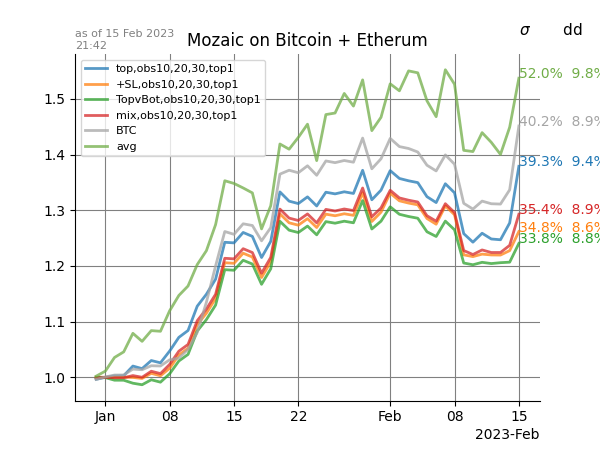 as of 15 Feb 2023
21:42
Mozaic on Bitcoin + Etherum
σ dd
top,obs10,20,30,top1
+SL,obs10,20,30,top1
TopvBot,obs10,20,30,top1
mix,obs10,20,30,top1
BTC
avg
52.0% 9.8%
40.2% 8.9%
39.3% 9.4%
35.4% 8.9%
34.8% 8.6%
33.8% 8.8%
1.5
1.4
1.3
1.2
1.1
1.0
Jan 08 15 22 Feb 08 15
2023-Feb